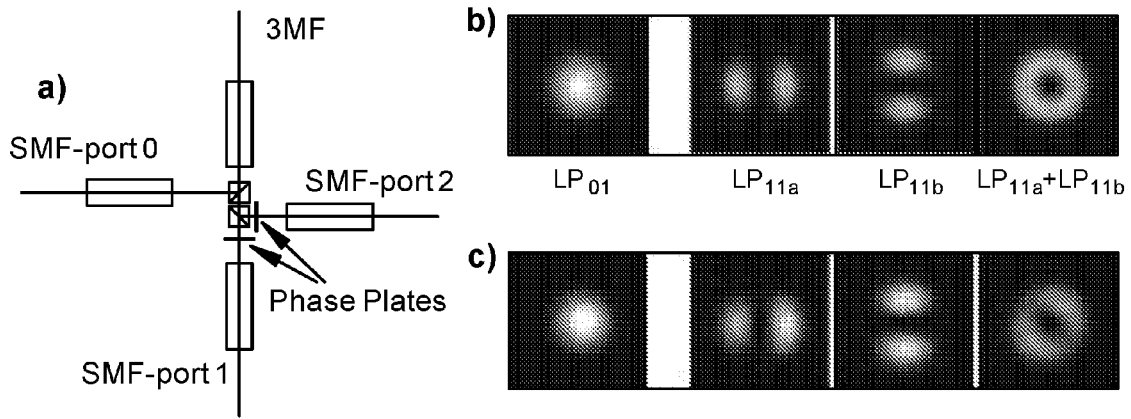 3MF
b)
a)
SMF-port 0
SMF-port 2
LP01 LP11a LP11b LP11a+LP11b
c)
Phase Plates
SMF-port 1